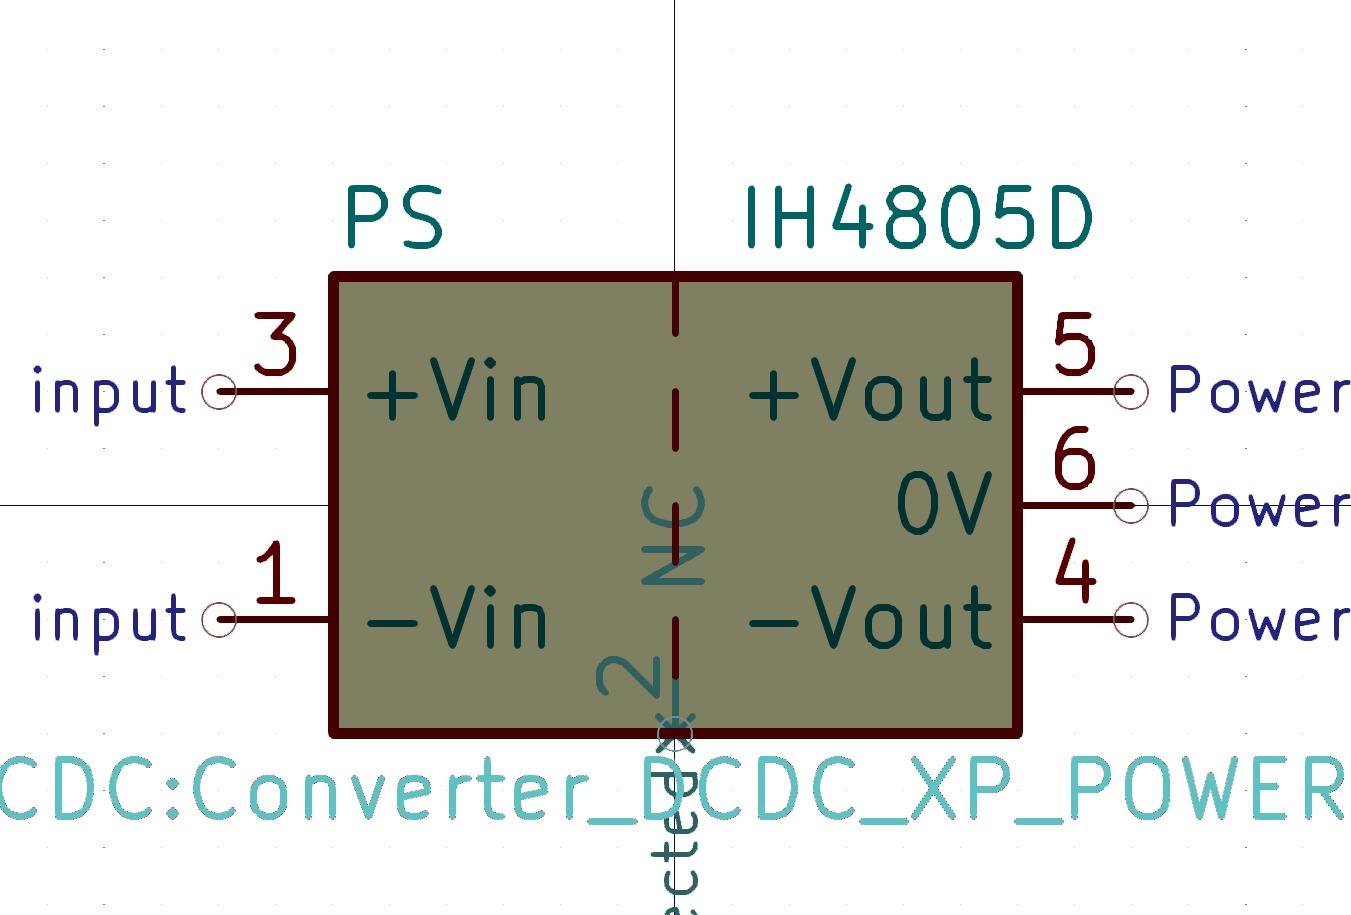 PS IH4805D
3 5
input +Vin +Vout Power
6
0V Power
NC
1 4
input -Vin -Vout Power
2
CDC:Converter_DCDC_XP_POWER
ected